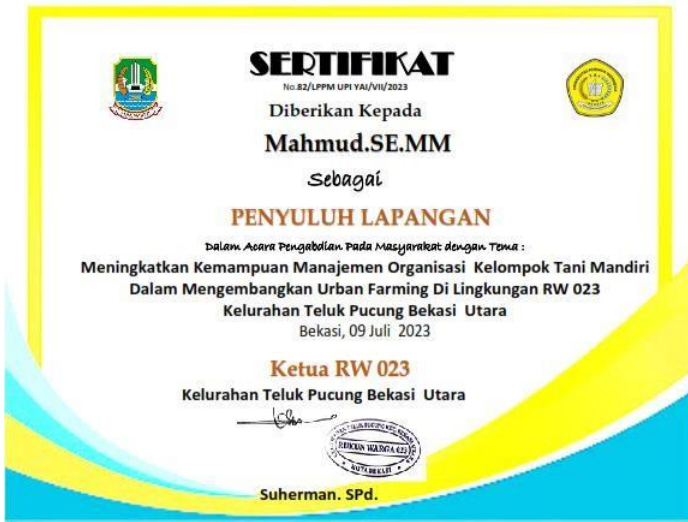 SERTIFIKAT
No.82/LPPM UPI YAI/VII/2023
Diberikan Kepada
Mahmud.SE.MM
Sebagai
PENYULUH LAPANGAN
Dalam Acara Pengabdian Pada Masyarakat dengan Tema :
Meningkatkan Kemampuan Manajemen Organisasi Kelompok Tani Mandiri
Dalam Mengembangkan Urban Farming Di Lingkungan RW 023
Kelurahan Teluk Pucung Bekasi Utara
Bekasi, 09 Juli 2023
Ketua RW 023
Kelurahan Teluk Pucung Bekasi Utara
RUKUN WARGA 023
KOTA BEKASI
Suherman. SPd.